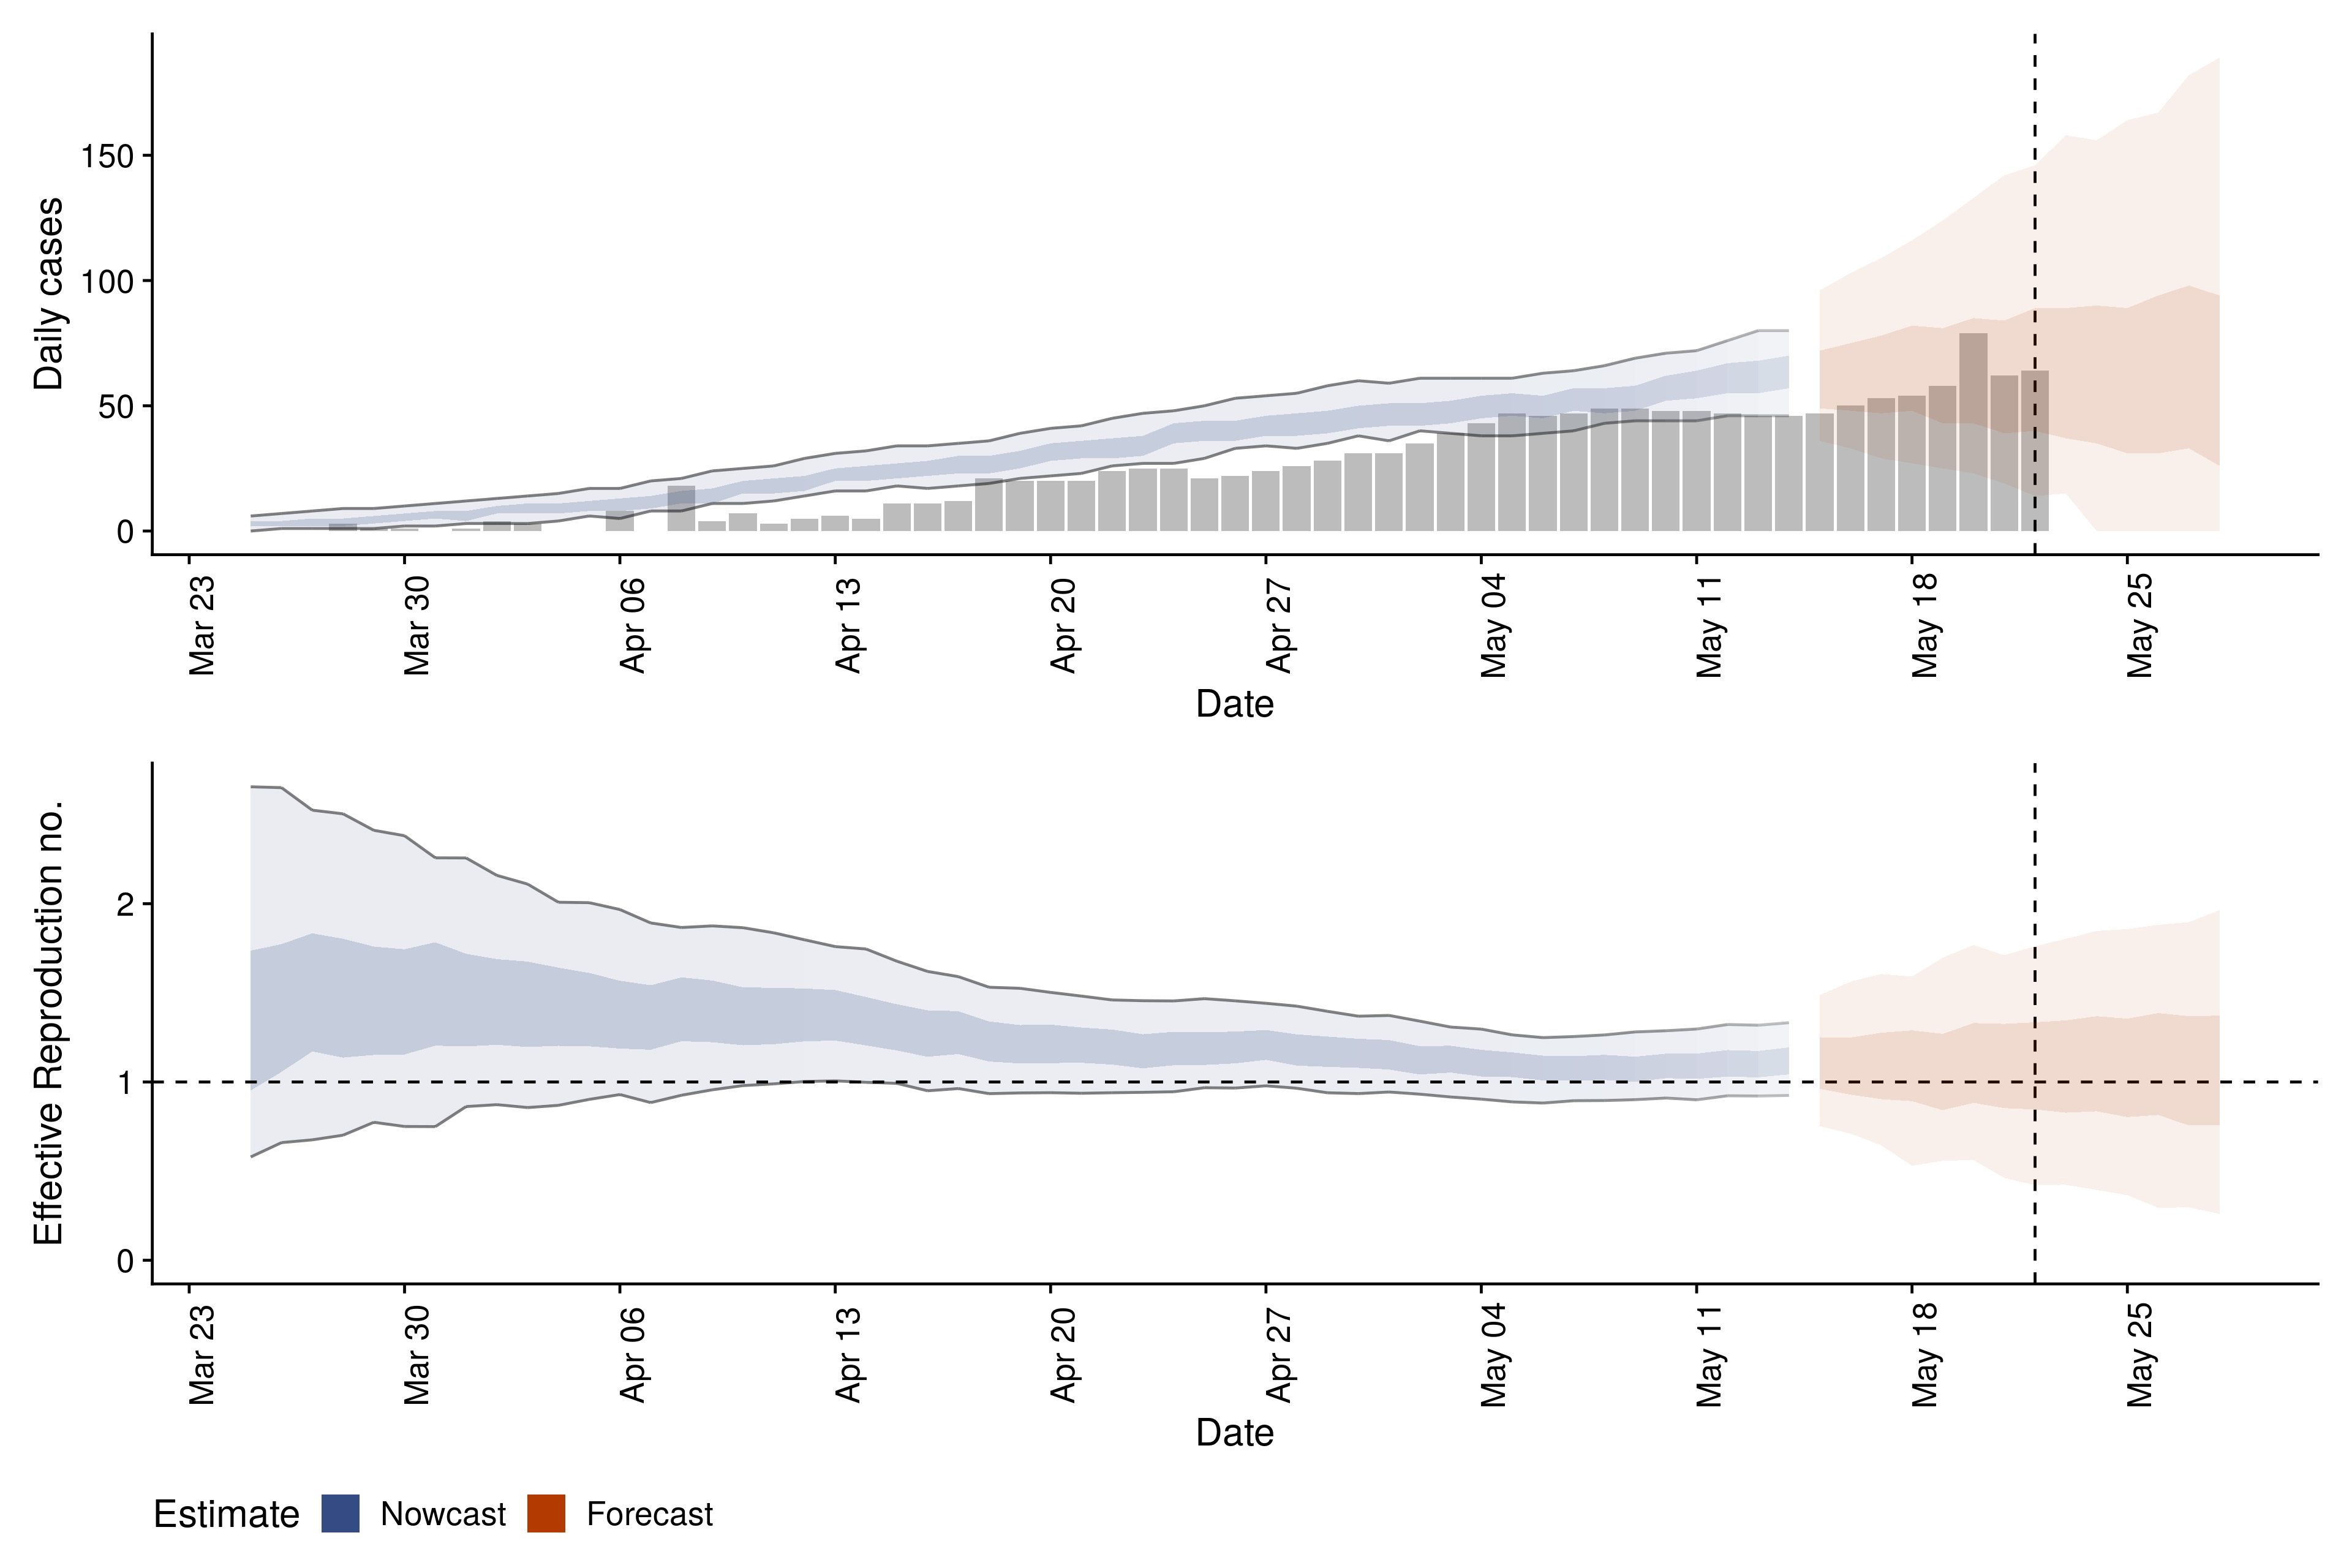 Daily cases
150
100
50
0
Mar 23
Mar 30
Apr 06
Apr 13
Apr 20
Apr 27
May 04
May 11
May 18
May 25
Date
Effective Reproduction no.
2
1
0
Mar 23
Mar 30
Apr 06
Apr 13
Apr 20
Apr 27
May 04
May 11
May 18
May 25
Date
Estimate Nowcast Forecast